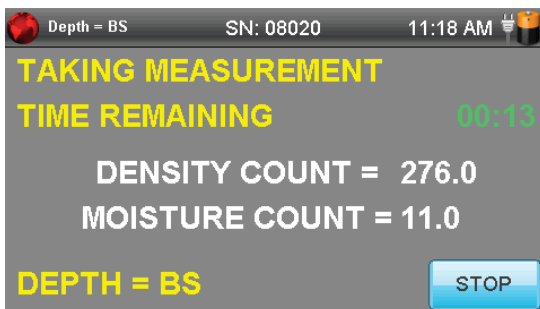 Depth = BS SN: 08020 11:18 AM
TAKING MEASUREMENT
TIME REMAINING 00:13
DENSITY COUNT = 276.0
MOISTURE COUNT = 11.0
DEPTH = BS STOP